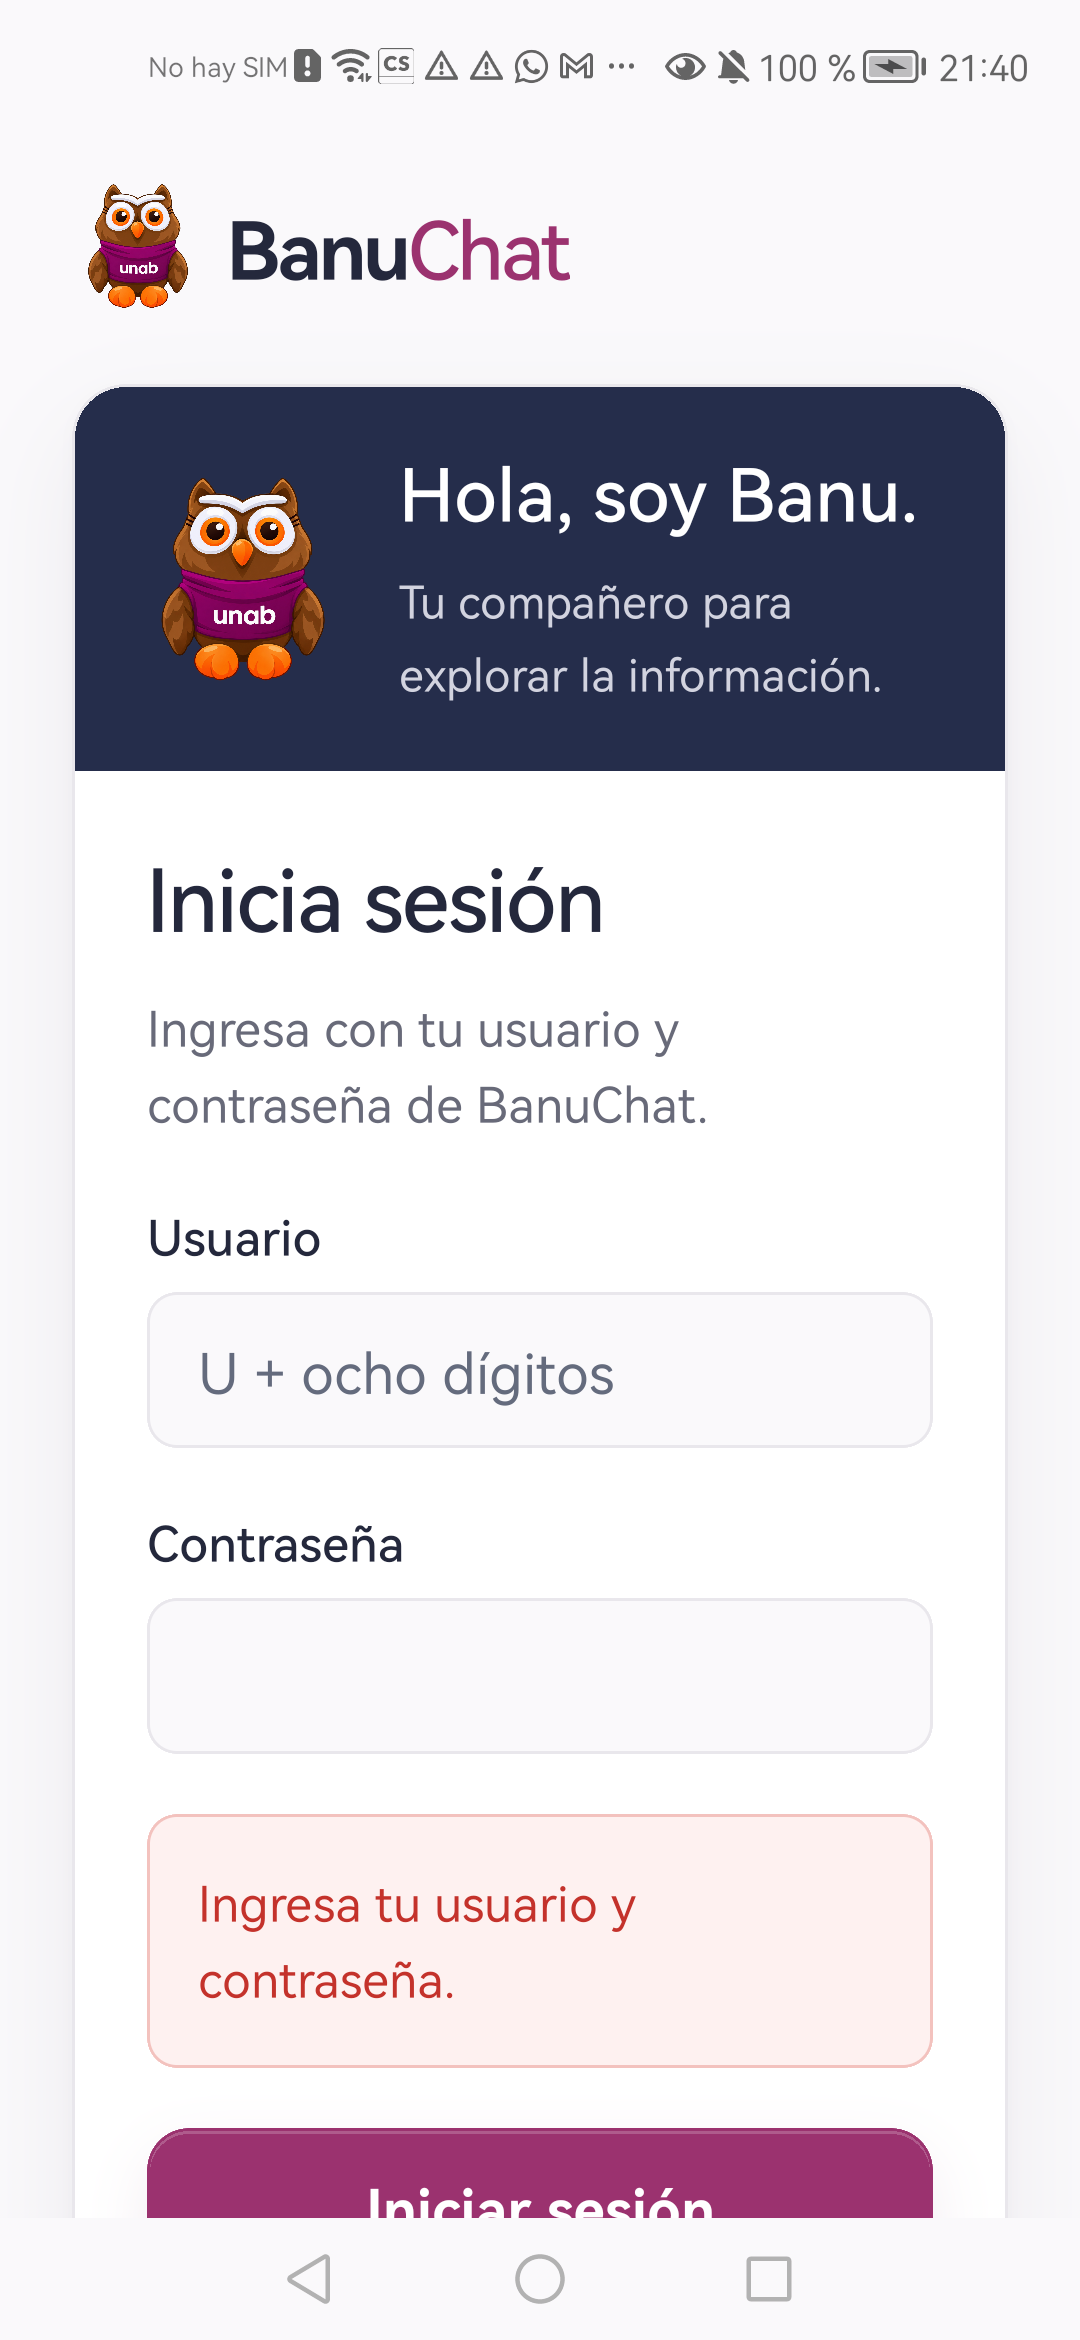 No hay SIM CS 100 % 21:40
unab
BanuChat
Hola, soy Banu.
unab
Tu compañero para
explorar la información.
Inicia sesión
Ingresa con tu usuario y
contraseña de BanuChat.
Usuario
U + ocho dígitos
Contraseña
Ingresa tu usuario y
contraseña.
Iniciar sesión